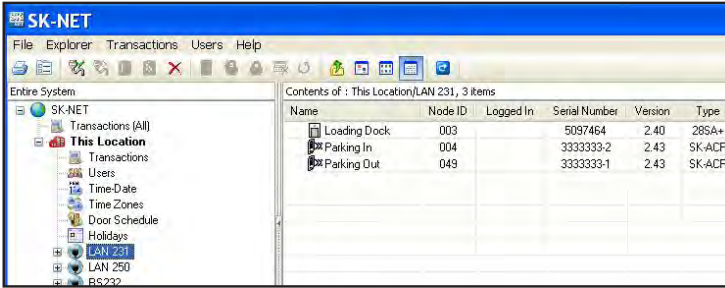 SK-NET
File Explorer Transactions Users Help
Entire System
Contents of : This Location/LAN 231, 3 items
SK-NET
Transactions (All)
This Location
Transactions
Users
Time-Date
Time Zones
Door Schedule
Holidays
LAN 231
LAN 250
RS232
Name Node ID Logged In Serial Number Version Type
Loading Dock 003 5097464 2.40 28SA+
Parking In 004 3333333-2 2.43 SK-ACF
Parking Out 049 3333333-1 2.43 SK-ACF